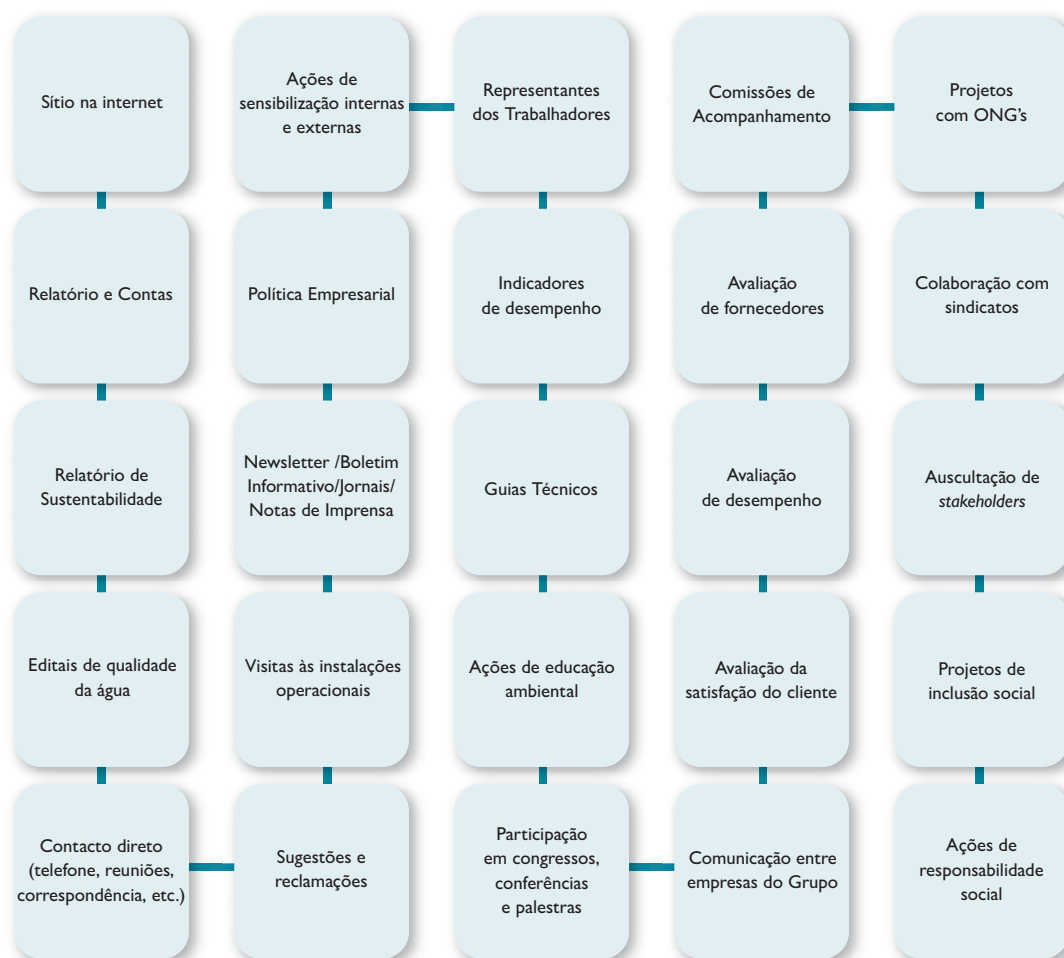 Sítio na internet
Ações de
sensibilização internas
e externas
Representantes
dos Trabalhadores
Comissões de
Acompanhamento
Projetos
com ONG's
Relatório e Contas
Política Empresarial
Indicadores
de desempenho
Avaliação
de fornecedores
Colaboração com
sindicatos
Relatório de
Sustentabilidade
Newsletter /Boletim
Informativo/Jornais/
Notas de Imprensa
Guias Técnicos
Avaliação
de desempenho
Auscultação de
stakeholders
Editais de qualidade
da água
Visitas às instalações
operacionais
Ações de educação
ambiental
Avaliação da
satisfação do cliente
Projetos de
inclusão social
Contacto direto
(telefone, reuniões,
correspondência, etc.)
Sugestões e
reclamações
Participação
em congressos,
conferências
e palestras
Comunicação entre
empresas do Grupo
Ações de
responsabilidade
social